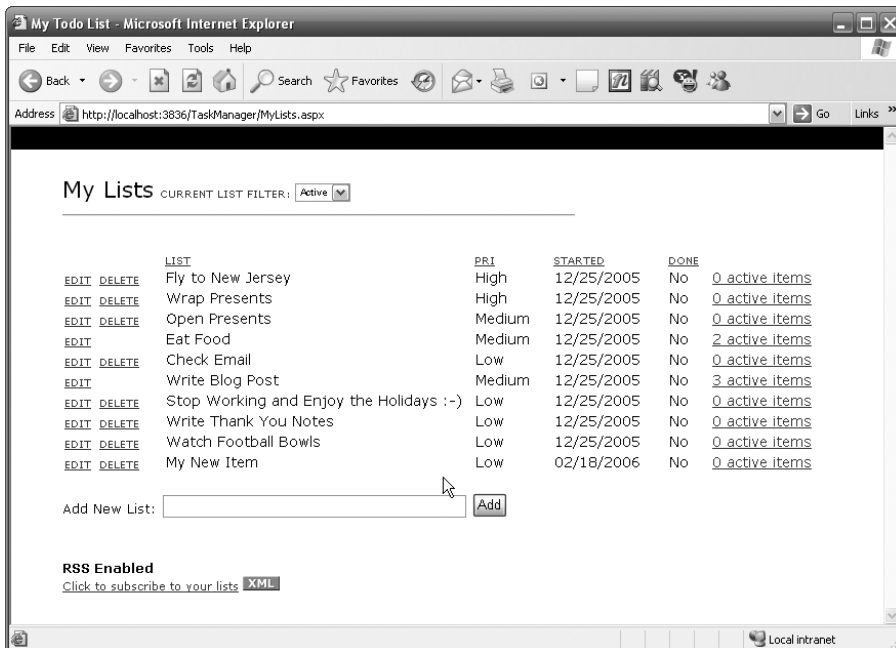 My Todo List - Microsoft Internet Explorer
File Edit View Favorites Tools Help
Back Search Favorites
Address http://localhost:3836/TaskManager/MyLists.aspx Go Links »
My Lists CURRENT LIST FILTER: Active
LIST PRI STARTED DONE
EDIT DELETE Fly to New Jersey High 12/25/2005 No 0 active items
EDIT DELETE Wrap Presents High 12/25/2005 No 0 active items
EDIT DELETE Open Presents Medium 12/25/2005 No 0 active items
EDIT Eat Food Medium 12/25/2005 No 2 active items
EDIT DELETE Check Email Low 12/25/2005 No 0 active items
EDIT Write Blog Post Medium 12/25/2005 No 3 active items
EDIT DELETE Stop Working and Enjoy the Holidays :-) Low 12/25/2005 No 0 active items
EDIT DELETE Write Thank You Notes Low 12/25/2005 No 0 active items
EDIT DELETE Watch Football Bowls Low 12/25/2005 No 0 active items
EDIT DELETE My New Item Low 02/18/2006 No 0 active items
Add New List: Add
RSS Enabled
Click to subscribe to your lists XML
Local intranet